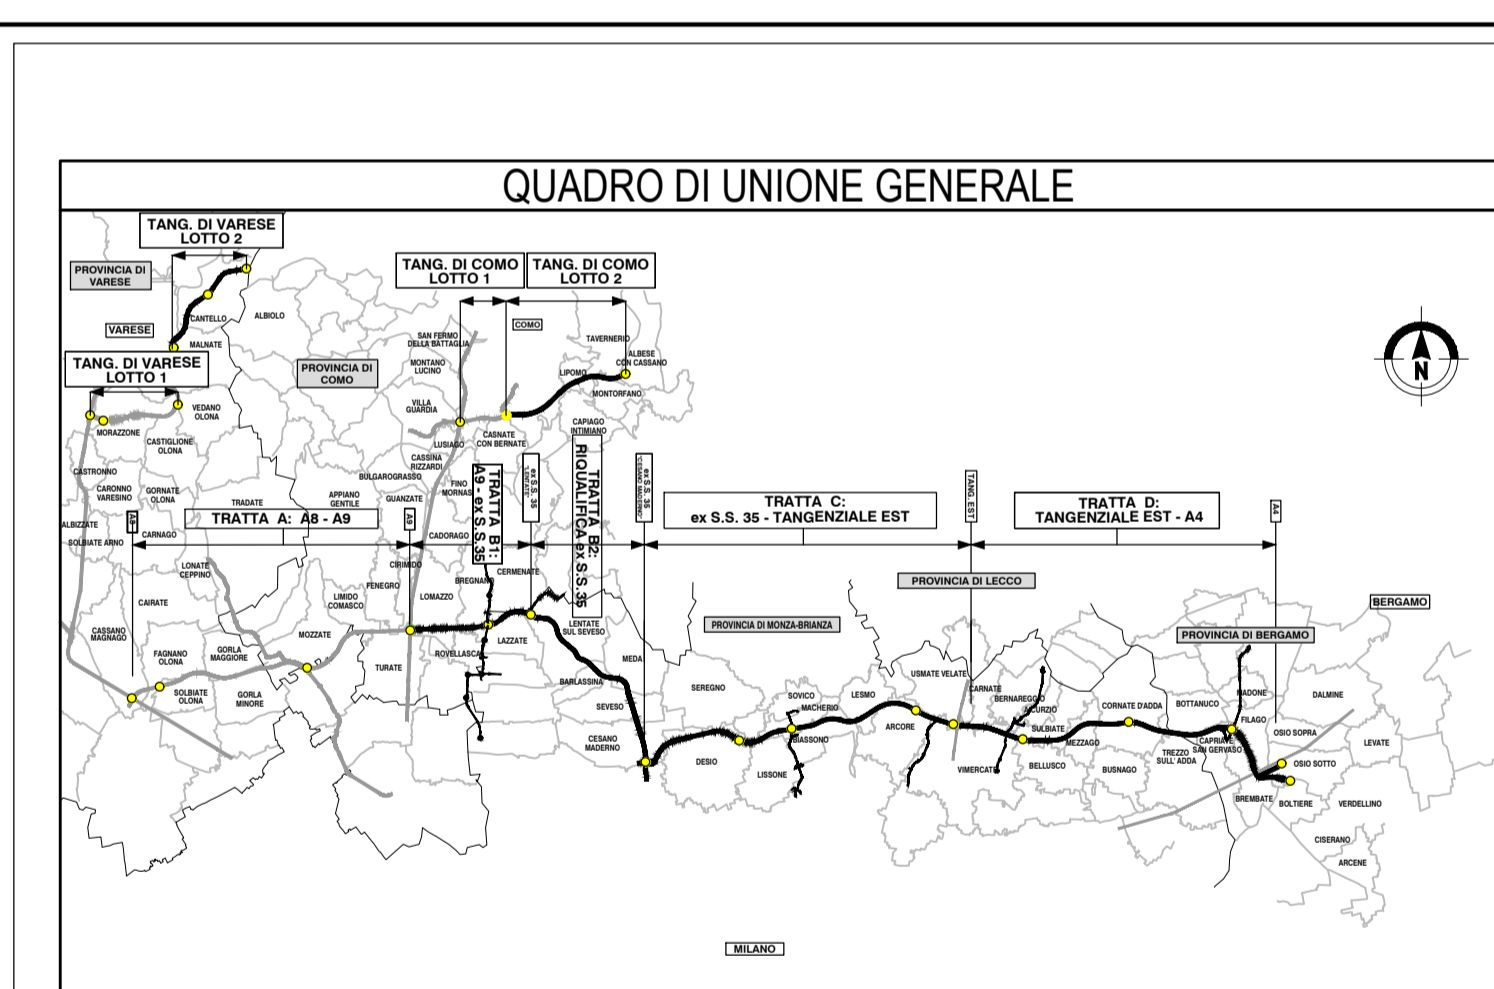 QUADRO DI UNIONE GENERALE
TANG. DI VARESE
LOTTO 2
PROVINCIA DI
VARESE
CANTELLO
ALBIOLO
VARESE
MALNATE
TANG. DI VARESE
LOTTO 1
PROVINCIA DI
COMO
TANG. DI COMO
LOTTO 1
TANG. DI COMO
LOTTO 2
COMO
SAN FERMO
DELLA BATTAGLIA
TAVERNERIO
ALBESE
CON CASSANO
MONTANO
LUCINO
LIPOMO
MONTORFANO
VILLA
GUARDIA
VEDANO
OLONA
MORAZZONE
CASTIGLIONE
OLONA
LUSIAGO
CASNATE
CON BERNATE
CAPIAGO
INTIMIANO
CASSINA
RIZZARDI
CASTRONNO
BULGAROGRASSO
CARONNO
VARESINO
GORNATE
OLONA
TRADATE
APPIANO
GENTILE
GUANZATE
FINO
MORNAS
ALBIZZATE
A8
TRATTA A: A8 - A9
A9
TRATTA B1:
A9 - ex S.S.35
ex S.S. 35
"LENTATE"
TRATTA B2:
RIQUALIFICA ex S.S.35
ex S.S. 35
"CESANO MADERNO"
TRATTA C:
ex S.S. 35 - TANGENZIALE EST
TANG. EST
TRATTA D:
TANGENZIALE EST - A4
A4
N
SOLBIATE ARNO
CARNAGO
CADORAGO
CIRIMIDO
LONATE
CEPPINO
FENEGRO
BREGNANO
CERMENATE
LIMIDO
COMASCO
LOMAZZO
CAIRATE
PROVINCIA DI LECCO
BERGAMO
PROVINCIA DI MONZA-BRIANZA
PROVINCIA DI BERGAMO
CASSANO
MAGNAGO
MOZZATE
LAZZATE
LENTATE
SUL SEVESO
FAGNANO
OLONA
GORLA
MAGGIORE
TURATE
ROVELLASCA
MEDA
BARLASSINA
SOLBIATE
OLONA
GORLA
MINORE
SEVESO
CESANO
MADERNO
SEREGNO
SOVICO
MACHERIO
LESMO
USMATE VELATE
CARNATE
BERNAREGGIO
AICURZIO
CORNATE D'ADDA
BOTTANUCO
MADONE
DALMINE
FILAGO
OSIO SOPRA
ARCORE
SULBIATE
MEZZAGO
BIASSONO
DESIO
LISSONE
VIMERCATE
BELLUSCO
BUSNAGO
TREZZO
SULL' ADDA
CAPRIATE
SAN GERVASO
LEVATE
OSIO SOTTO
BREMBATE
BOLTIERE
VERDELLINO
CISERANO
ARCENE
MILANO